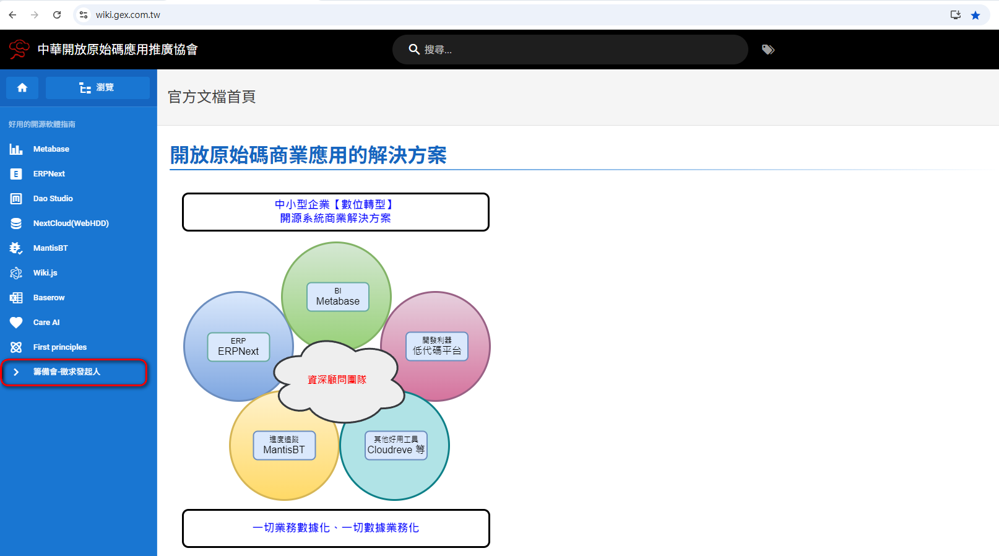 wiki.gex.com.tw
中華開放原始碼應用推廣協會
搜尋...
瀏覽
官方文檔首頁
好用的開源軟體指南
Metabase
ERPNext
Dao Studio
NextCloud(WebHDD)
MantisBT
Wiki.js
Baserow
Care AI
First principles
籌備會-徵求發起人
開放原始碼商業應用的解決方案
中小型企業【數位轉型】
開源系統商業解決方案
BI
Metabase
ERP
ERPNext
開發利器
低代碼平台
資深顧問團隊
進度追蹤
MantisBT
其他好用工具
Cloudreve 等
一切業務數據化、一切數據業務化